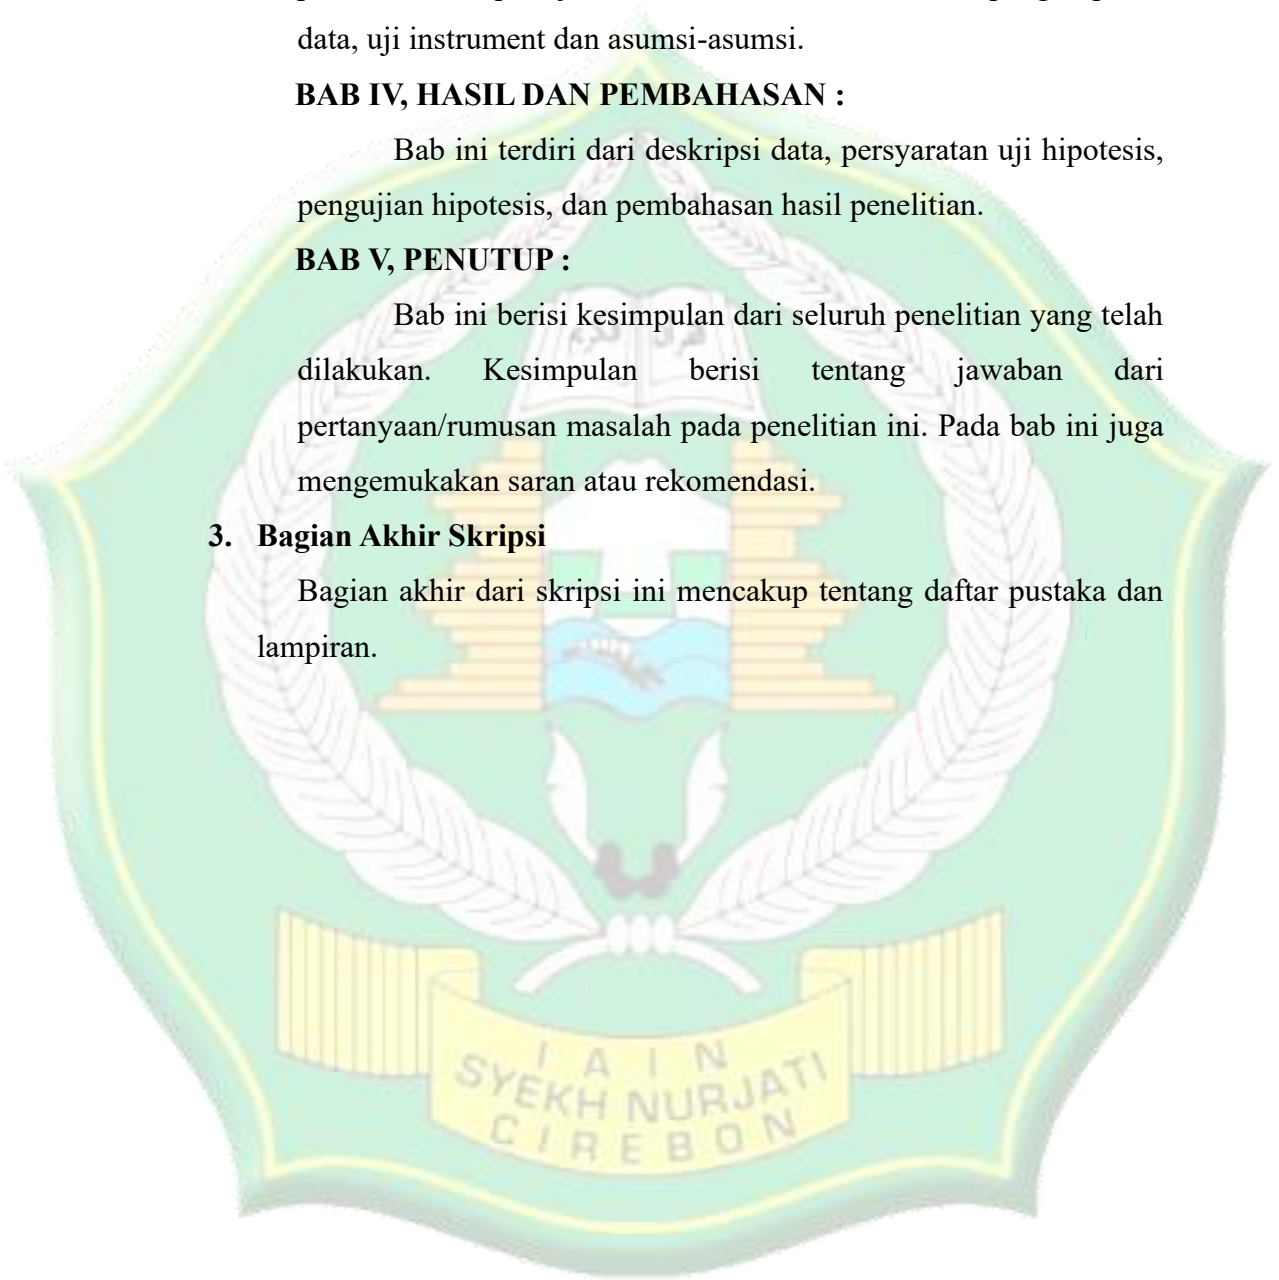 data, uji instrument dan asumsi-asumsi.
BAB IV, HASIL DAN PEMBAHASAN :
Bab ini terdiri dari deskripsi data, persyaratan uji hipotesis,
pengujian hipotesis, dan pembahasan hasil penelitian.
BAB V, PENUTUP :
Bab ini berisi kesimpulan dari seluruh penelitian yang telah
dilakukan. Kesimpulan berisi tentang jawaban dari
pertanyaan/rumusan masalah pada penelitian ini. Pada bab ini juga
mengemukakan saran atau rekomendasi.
3. Bagian Akhir Skripsi
Bagian akhir dari skripsi ini mencakup tentang daftar pustaka dan
lampiran.
IAIN
SYEKH NURJATI
CIREBON